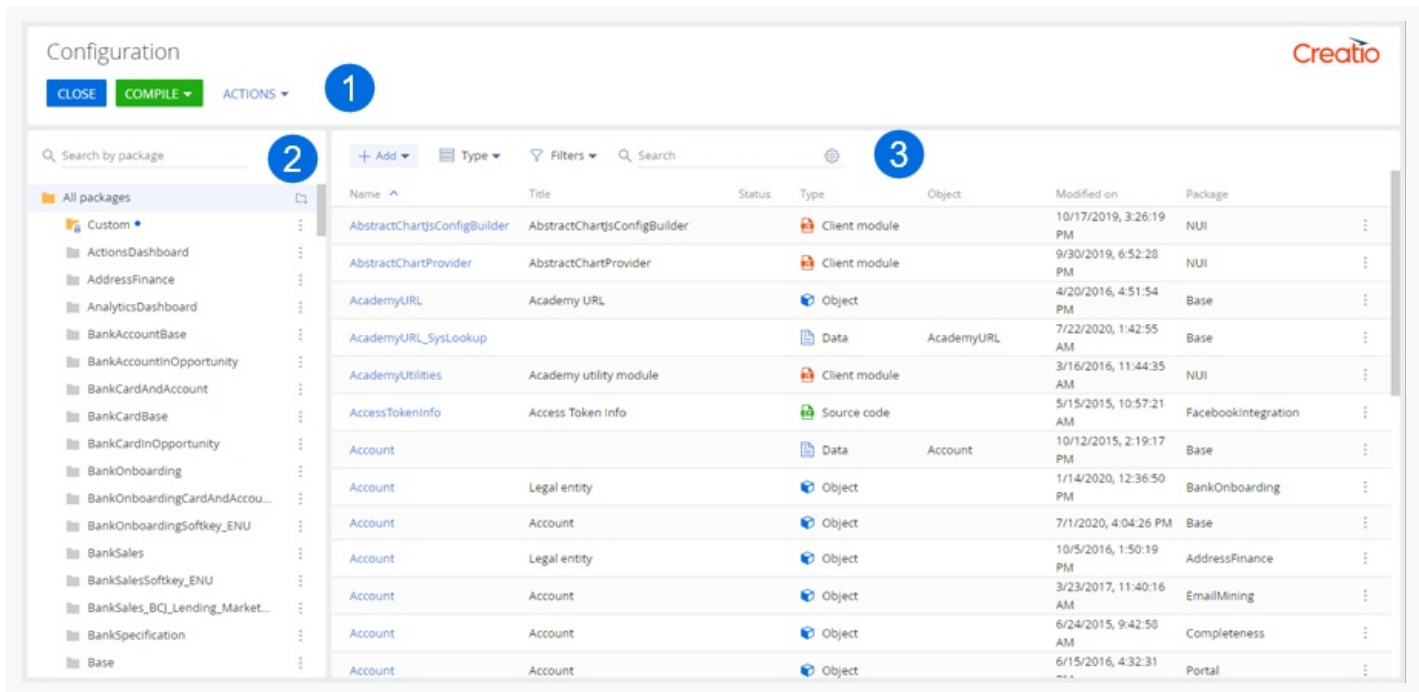 Configuration
Creatio
CLOSE COMPILE ACTIONS 1
Search by package 2
All packages
Custom
ActionsDashboard
AddressFinance
AnalyticsDashboard
BankAccountBase
BankAccountInOpportunity
BankCardAndAccount
BankCardBase
BankCardInOpportunity
BankOnboarding
BankOnboardingCardAndAccou...
BankOnboardingSoftkey_ENU
BankSales
BankSalesSoftkey_ENU
BankSales_BCJ_Lending_Market...
BankSpecification
Base
+ Add Type Filters Search 3
Name Title Status Type Object Modified on Package
AbstractChartJsConfigBuilder AbstractChartJsConfigBuilder Client module 10/17/2019, 3:26:19 PM NUI
AbstractChartProvider AbstractChartProvider Client module 9/30/2019, 6:52:28 PM NUI
AcademyURL Academy URL Object 4/20/2016, 4:51:54 PM Base
AcademyURL_SysLookup Data AcademyURL 7/22/2020, 1:42:55 AM Base
AcademyUtilities Academy utility module Client module 3/16/2016, 11:44:35 AM NUI
AccessTokenInfo Access Token Info Source code 5/15/2015, 10:57:21 AM FacebookIntegration
Account Data Account 10/12/2015, 2:19:17 PM Base
Account Legal entity Object 1/14/2020, 12:36:50 PM BankOnboarding
Account Account Object 7/1/2020, 4:04:26 PM Base
Account Legal entity Object 10/5/2016, 1:50:19 PM AddressFinance
Account Account Object 3/23/2017, 11:40:16 AM EmailMining
Account Account Object 6/24/2015, 9:42:58 AM Completeness
Account Account Object 6/15/2016, 4:32:31 Portal